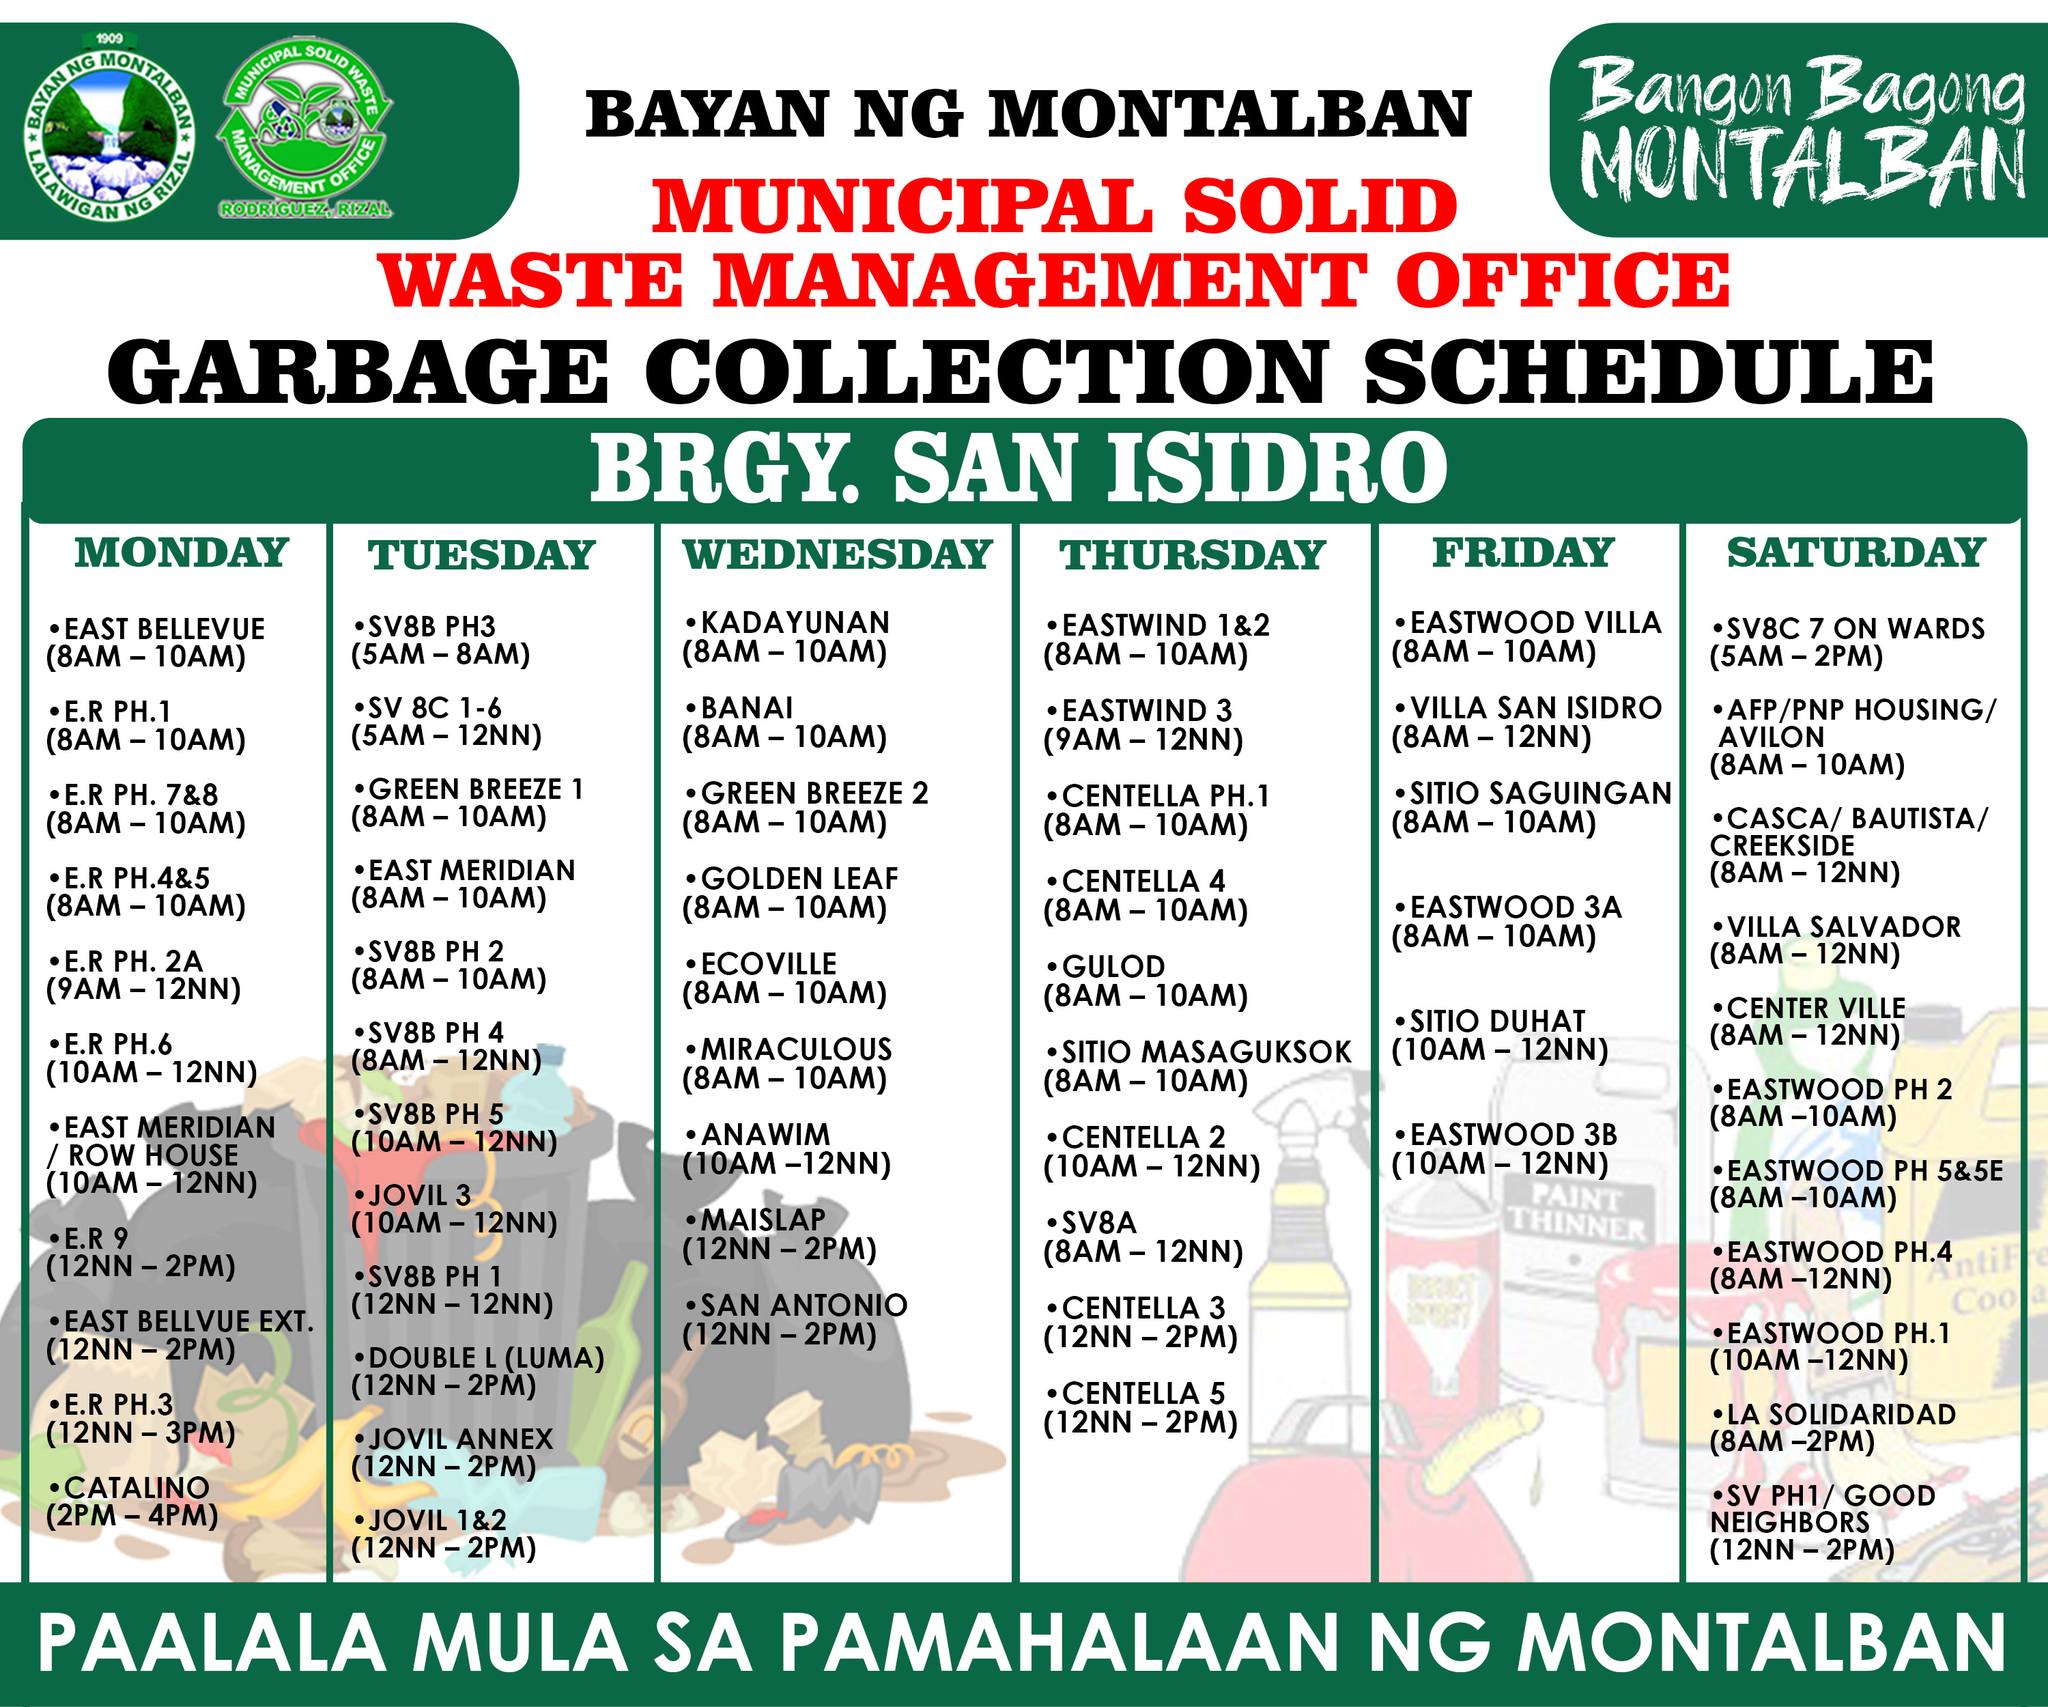 1909
BAYAN NG MONTALBAN
LALAWIGAN NG RIZAL
MUNICIPAL SOLID WASTE
MANAGEMENT OFFICE
RODRIGUEZ, RIZAL
Bangon Bagong
MONTALBAN
BAYAN NG MONTALBAN
MUNICIPAL SOLID
WASTE MANAGEMENT OFFICE
GARBAGE COLLECTION SCHEDULE
BRGY. SAN ISIDRO
MONDAY
•EAST BELLEVUE
(8AM – 10AM)
•E.R PH.1
(8AM – 10AM)
•E.R PH. 7&8
(8AM – 10AM)
•E.R PH.4&5
(8AM – 10AM)
•E.R PH. 2A
(9AM – 12NN)
•E.R PH.6
(10AM – 12NN)
•EAST MERIDIAN
/ ROW HOUSE
(10AM – 12NN)
•E.R 9
(12NN – 2PM)
•EAST BELLVUE EXT.
(12NN – 2PM)
•E.R PH.3
(12NN – 3PM)
•CATALINO
(2PM – 4PM)
TUESDAY
•SV8B PH3
(5AM – 8AM)
•SV 8C 1-6
(5AM – 12NN)
•GREEN BREEZE 1
(8AM – 10AM)
•EAST MERIDIAN
(8AM – 10AM)
•SV8B PH 2
(8AM – 10AM)
•SV8B PH 4
(8AM – 12NN)
•SV8B PH 5
(10AM – 12NN)
•JOVIL 3
(10AM – 12NN)
•SV8B PH 1
(12NN – 12NN)
•DOUBLE L (LUMA)
(12NN – 2PM)
•JOVIL ANNEX
(12NN – 2PM)
•JOVIL 1&2
(12NN – 2PM)
WEDNESDAY
•KADAYUNAN
(8AM – 10AM)
•BANAI
(8AM – 10AM)
•GREEN BREEZE 2
(8AM – 10AM)
•GOLDEN LEAF
(8AM – 10AM)
•ECOVILLE
(8AM – 10AM)
•MIRACULOUS
(8AM – 10AM)
•ANAWIM
(10AM –12NN)
•MAISLAP
(12NN – 2PM)
•SAN ANTONIO
(12NN – 2PM)
THURSDAY
•EASTWIND 1&2
(8AM – 10AM)
•EASTWIND 3
(9AM – 12NN)
•CENTELLA PH.1
(8AM – 10AM)
•CENTELLA 4
(8AM – 10AM)
•GULOD
(8AM – 10AM)
•SITIO MASAGUKSOK
(8AM – 10AM)
•CENTELLA 2
(10AM – 12NN)
•SV8A
(8AM – 12NN)
•CENTELLA 3
(12NN – 2PM)
•CENTELLA 5
(12NN – 2PM)
FRIDAY
•EASTWOOD VILLA
(8AM – 10AM)
•VILLA SAN ISIDRO
(8AM – 12NN)
•SITIO SAGUINGAN
(8AM – 10AM)
•EASTWOOD 3A
(8AM – 10AM)
•SITIO DUHAT
(10AM – 12NN)
•EASTWOOD 3B
(10AM – 12NN)
PAINT
THINNER
SATURDAY
•SV8C 7 ON WARDS
(5AM – 2PM)
•AFP/PNP HOUSING/
AVILON
(8AM – 10AM)
•CASCA/ BAUTISTA/
CREEKSIDE
(8AM – 12NN)
•VILLA SALVADOR
(8AM – 12NN)
•CENTER VILLE
(8AM – 12NN)
•EASTWOOD PH 2
(8AM –10AM)
•EASTWOOD PH 5&5E
(8AM –10AM)
•EASTWOOD PH.4
(8AM –12NN)
•EASTWOOD PH.1
(10AM –12NN)
•LA SOLIDARIDAD
(8AM –2PM)
•SV PH1/ GOOD
NEIGHBORS
(12NN – 2PM)
PAALALA MULA SA PAMAHALAAN NG MONTALBAN